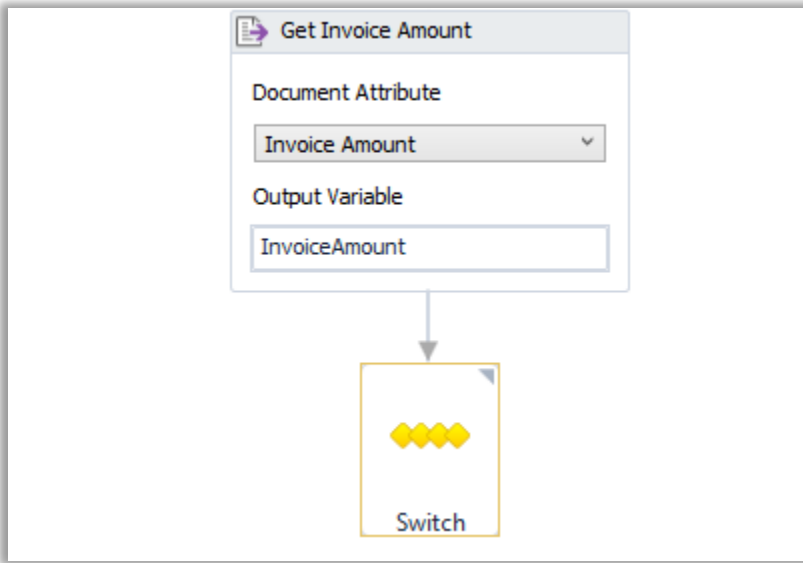 Get Invoice Amount
Document Attribute
Invoice Amount
Output Variable
InvoiceAmount
Switch